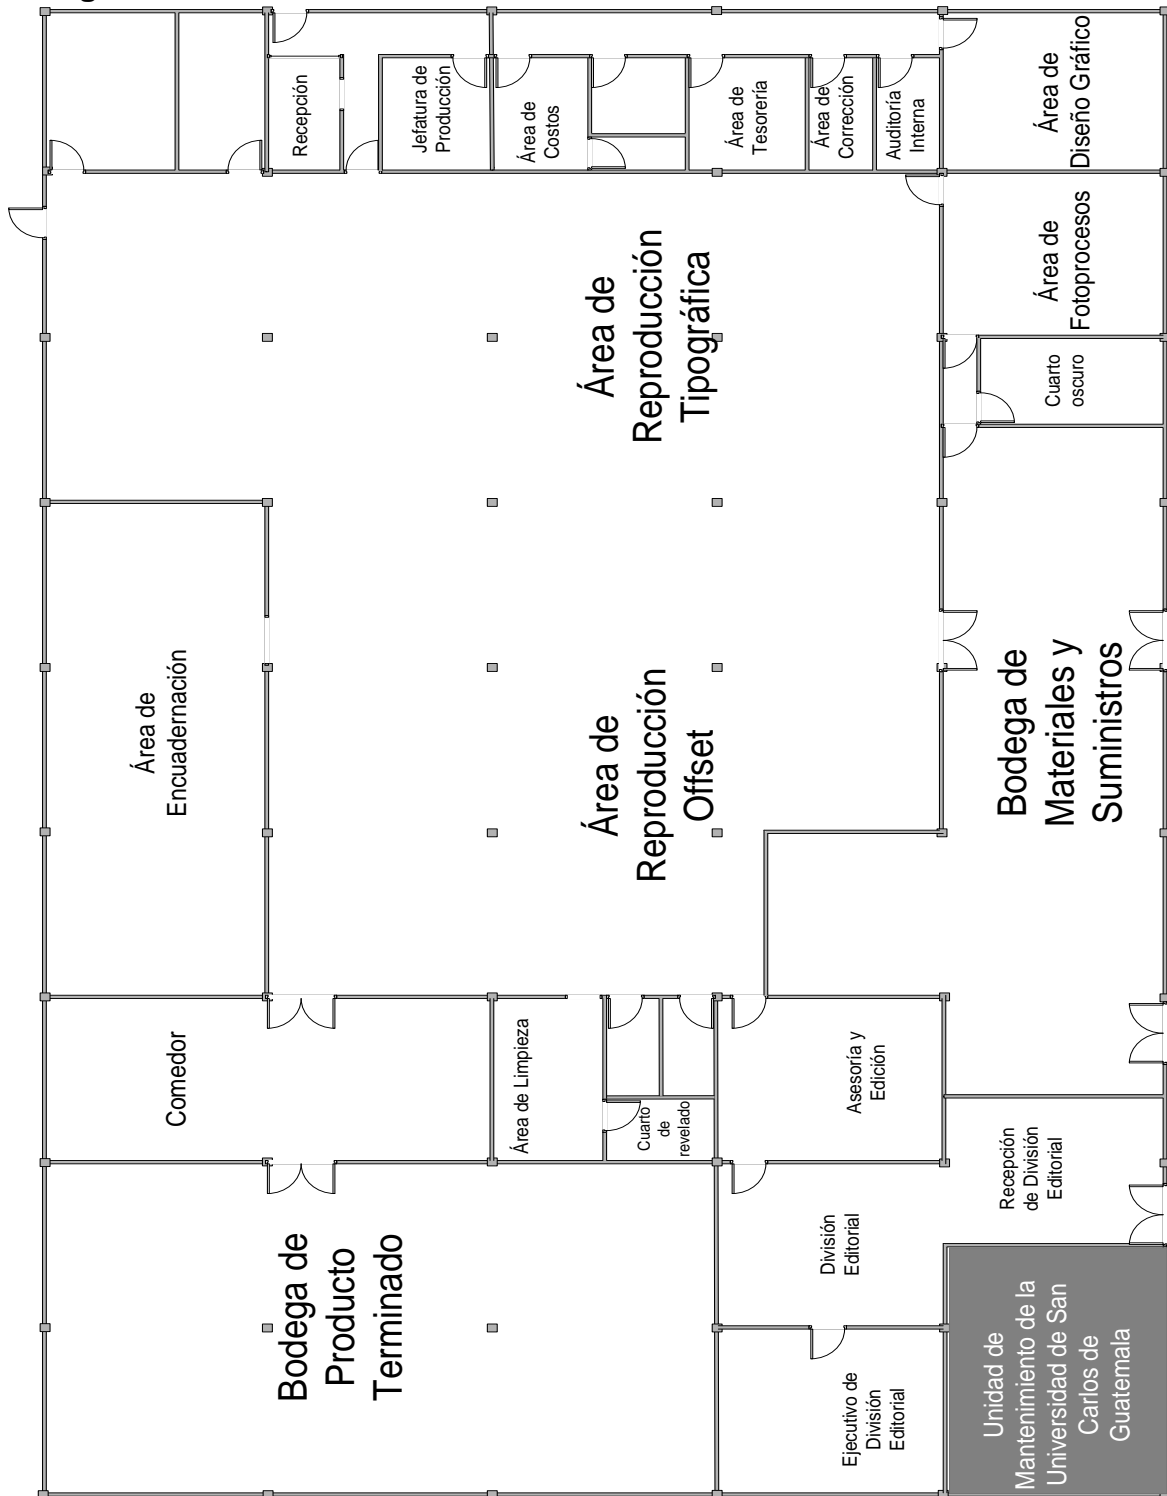 Recepción
Jefatura de
Producción
Área de
Costos
Área de
Tesorería
Área de
Corrección
Auditoría
Interna
Área de
Diseño Gráfico
Área de
Reproducción
Tipográfica
Área de
Fotoprocesos
Cuarto
oscuro
Área de
Encuadernación
Área de
Reproducción
Offset
Bodega de
Materiales y
Suministros
Comedor
Área de Limpieza
Cuarto
de
revelado
Asesoría y
Edición
Recepción
de División
Editorial
Bodega de
Producto
Terminado
División
Editorial
Ejecutivo de
División
Editorial
Unidad de
Mantenimiento de la
Universidad de San
Carlos de
Guatemala